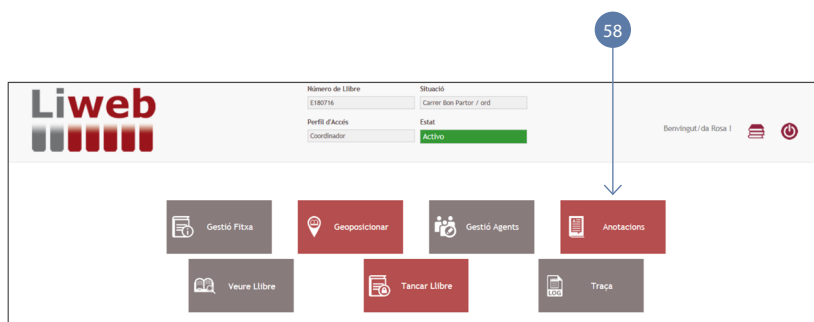 58
Liweb
Número de Llibre
Situació
E180716
Carrer Bon Partor / ord
Perfil d'Accés
Estat
Coordinador
Activo
Benvingut/da Rosa I
Gestió Fitxa
Geoposicionar
Gestió Agents
Anotacions
Veure Llibre
Tancar Llibre
LOG
Traça